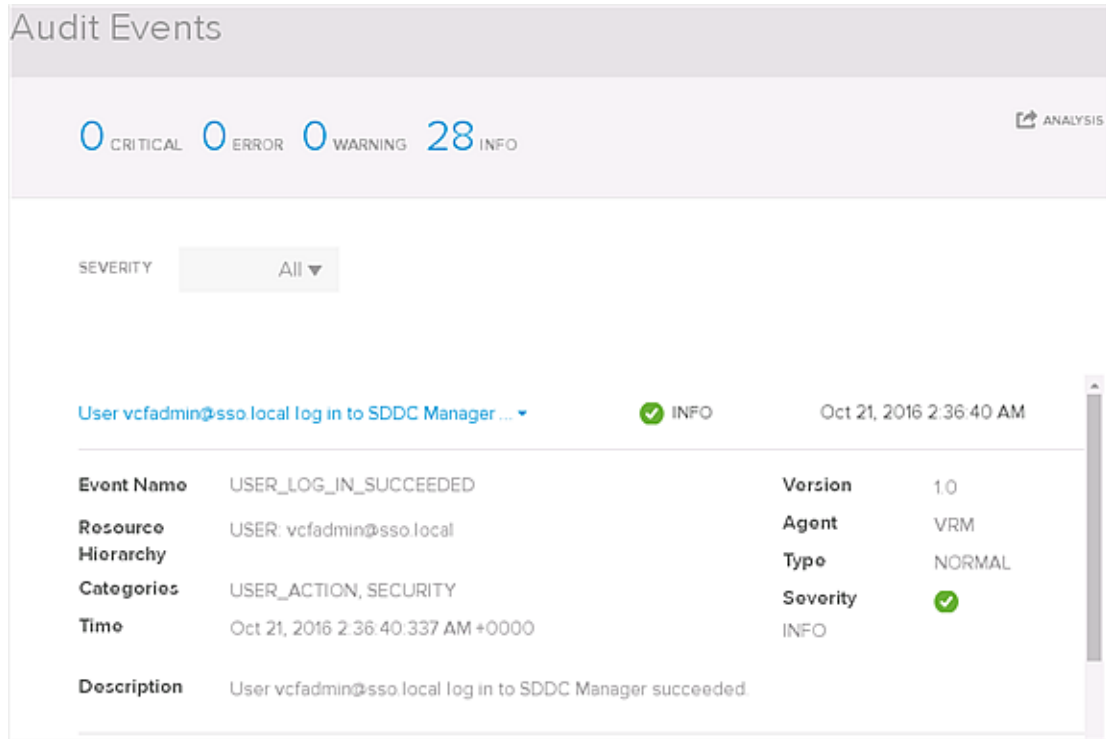 Audit Events
0 CRITICAL 0 ERROR 0 WARNING 28 INFO
ANALYSIS
SEVERITY All
User vcfadmin@sso.local log in to SDDC Manager ... INFO Oct 21, 2016 2:36:40 AM
Event Name USER_LOG_IN_SUCCEEDED
Version 1.0
Resource Hierarchy USER: vcfadmin@sso.local
Agent VRM
Type NORMAL
Categories USER_ACTION, SECURITY
Severity
INFO
Time Oct 21, 2016 2:36:40:337 AM +0000
Description User vcfadmin@sso.local log in to SDDC Manager succeeded.